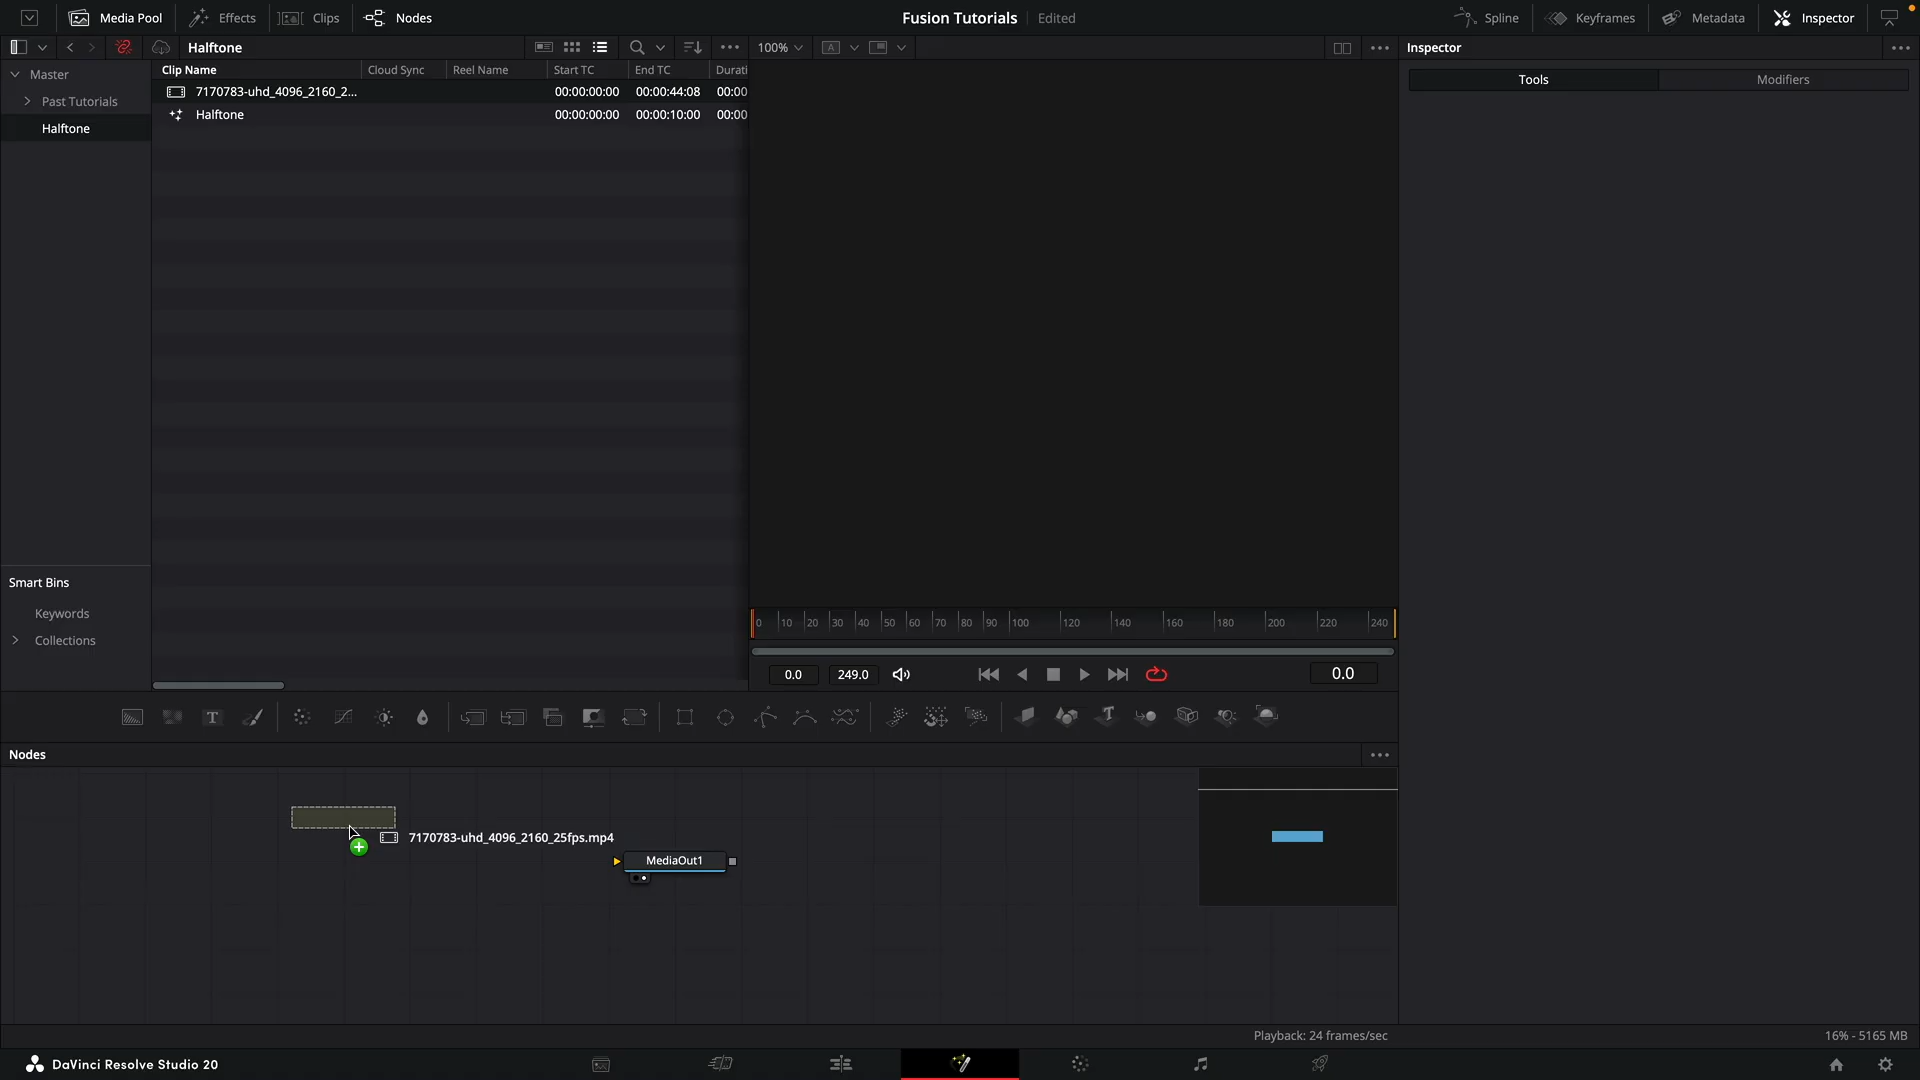 Media Pool
Effects
Clips
Nodes
Fusion Tutorials
Edited
Spline
Keyframes
Metadata
Inspector
Halftone
100%
A
Inspector
Clip Name
Cloud Sync
Reel Name
Start TC
End TC
Durati
Tools
Modifiers
Master
Past Tutorials
Halftone
7170783-uhd_4096_2160_2...
00:00:00:00
00:00:44:08
00:00
Halftone
00:00:00:00
00:00:10:00
00:00
Smart Bins
Keywords
Collections
0 10 20 30 40 50 60 70 80 90 100 120 140 160 180 200 220 240
0.0
249.0
0.0
T
Nodes
7170783-uhd_4096_2160_25fps.mp4
MediaOut1
Playback: 24 frames/sec
16% - 5165 MB
DaVinci Resolve Studio 20